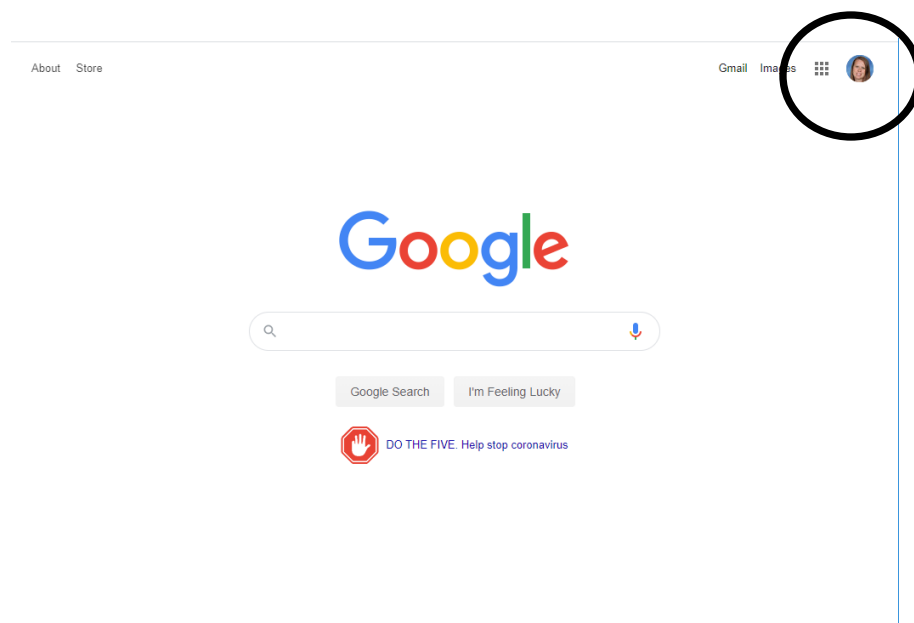 About Store Gmail Images
Google
Google Search I'm Feeling Lucky
DO THE FIVE. Help stop coronavirus